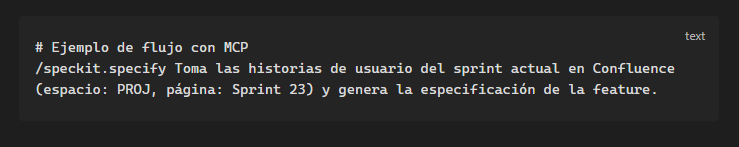 text
# Ejemplo de flujo con MCP
/speckit.specify Toma las historias de usuario del sprint actual en Confluence
(espacio: PROJ, página: Sprint 23) y genera la especificación de la feature.